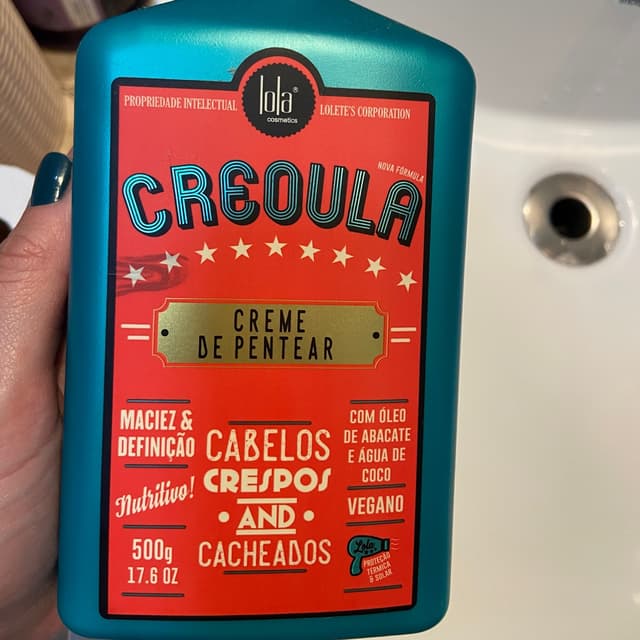 lola®
cosmetics
PROPRIEDADE INTELECTUAL
LOLETE'S CORPORATION
NOVA FÓRMULA
CREOULA
CREME
DE PENTEAR
MACIEZ &
DEFINIÇÃO
Nutritivo!
500g
17.6 OZ
CABELOS
CRESPOS
AND
CACHEADOS
COM ÓLEO
DE ABACATE
E ÁGUA DE
COCO
VEGANO
Lola
PROTEÇÃO
TÉRMICA
& SOLAR